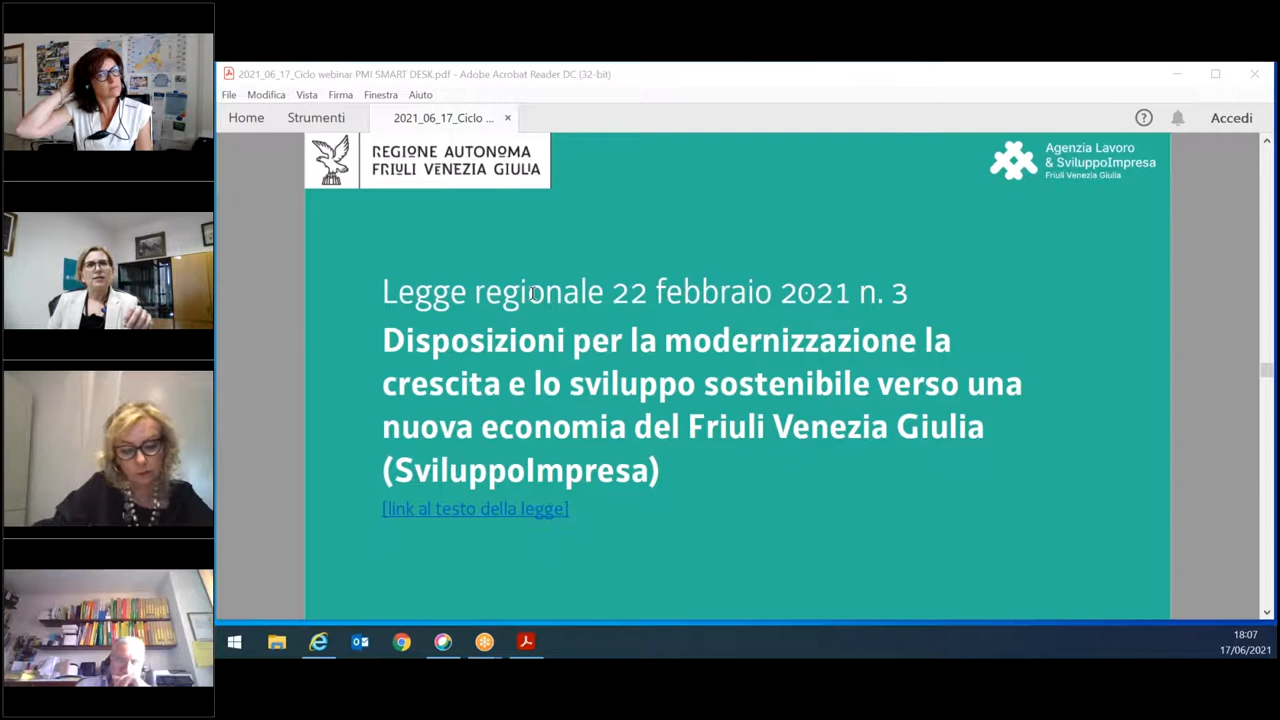 2021_06_17_Ciclo webinar PMI SMART DESK.pdf - Adobe Acrobat Reader DC (32-bit)
File Modifica Vista Firma Finestra Aiuto
Home Strumenti 2021_06_17_Ciclo ... × Accedi
REGIONE AUTONOMA
FRIULI VENEZIA GIULIA
Agenzia Lavoro
& SviluppoImpresa
Friuli Venezia Giulia
Legge regionale 22 febbraio 2021 n. 3
Disposizioni per la modernizzazione la
crescita e lo sviluppo sostenibile verso una
nuova economia del Friuli Venezia Giulia
(SviluppoImpresa)
[link al testo della legge]
18:07
17/06/2021